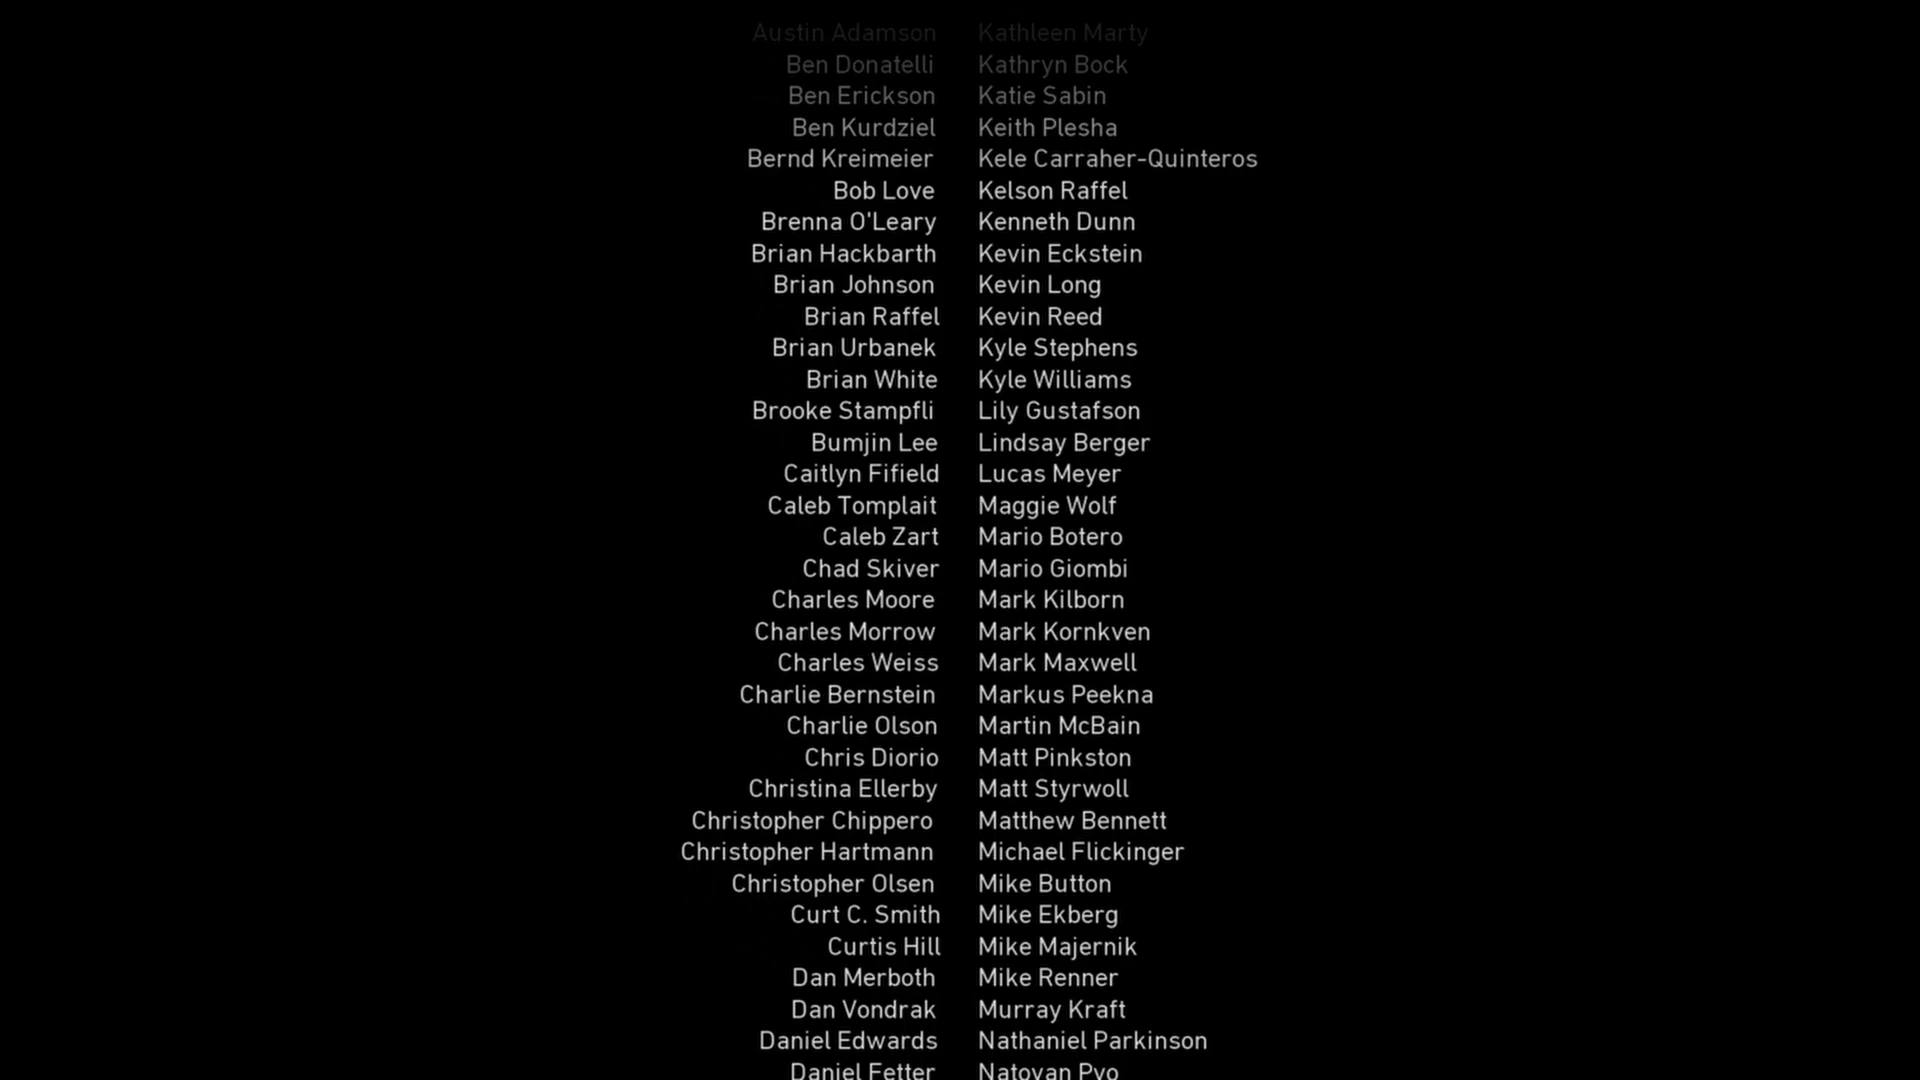 Austin Adamson Kathleen Marty
Ben Donatelli Kathryn Bock
Ben Erickson Katie Sabin
Ben Kurdziel Keith Plesha
Bernd Kreimeier Kele Carraher-Quinteros
Bob Love Kelson Raffel
Brenna O'Leary Kenneth Dunn
Brian Hackbarth Kevin Eckstein
Brian Johnson Kevin Long
Brian Raffel Kevin Reed
Brian Urbanek Kyle Stephens
Brian White Kyle Williams
Brooke Stampfli Lily Gustafson
Bumjin Lee Lindsay Berger
Caitlyn Fifield Lucas Meyer
Caleb Tomplait Maggie Wolf
Caleb Zart Mario Botero
Chad Skiver Mario Giombi
Charles Moore Mark Kilborn
Charles Morrow Mark Kornkven
Charles Weiss Mark Maxwell
Charlie Bernstein Markus Peekna
Charlie Olson Martin McBain
Chris Diorio Matt Pinkston
Christina Ellerby Matt Styrwoll
Christopher Chippero Matthew Bennett
Christopher Hartmann Michael Flickinger
Christopher Olsen Mike Button
Curt C. Smith Mike Ekberg
Curtis Hill Mike Majernik
Dan Merboth Mike Renner
Dan Vondrak Murray Kraft
Daniel Edwards Nathaniel Parkinson
Daniel Fetter Natovan Pvo